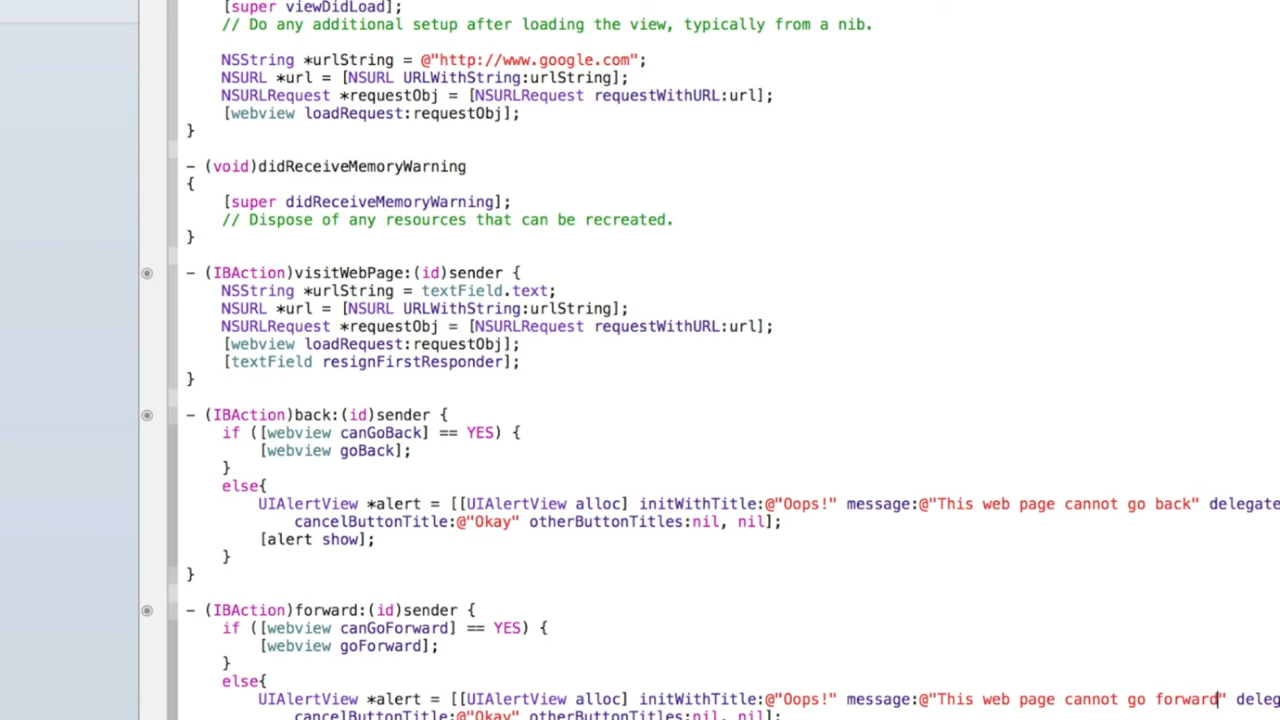 [super viewDidLoad];
// Do any additional setup after loading the view, typically from a nib.
NSString *urlString = @"http://www.google.com";
NSURL *url = [NSURL URLWithString:urlString];
NSURLRequest *requestObj = [NSURLRequest requestWithURL:url];
[webview loadRequest:requestObj];
}
- (void)didReceiveMemoryWarning
{
[super didReceiveMemoryWarning];
// Dispose of any resources that can be recreated.
}
- (IBAction)visitWebPage:(id)sender {
NSString *urlString = textField.text;
NSURL *url = [NSURL URLWithString:urlString];
NSURLRequest *requestObj = [NSURLRequest requestWithURL:url];
[webview loadRequest:requestObj];
[textField resignFirstResponder];
}
- (IBAction)back:(id)sender {
if ([webview canGoBack] == YES) {
[webview goBack];
}
else{
UIAlertView *alert = [[UIAlertView alloc] initWithTitle:@"Oops!" message:@"This web page cannot go back" delegate
cancelButtonTitle:@"Okay" otherButtonTitles:nil, nil];
[alert show];
}
}
- (IBAction)forward:(id)sender {
if ([webview canGoForward] == YES) {
[webview goForward];
}
else{
UIAlertView *alert = [[UIAlertView alloc] initWithTitle:@"Oops!" message:@"This web page cannot go forward" deleg
cancelButtonTitle:@"Okay" otherButtonTitles:nil, nil];